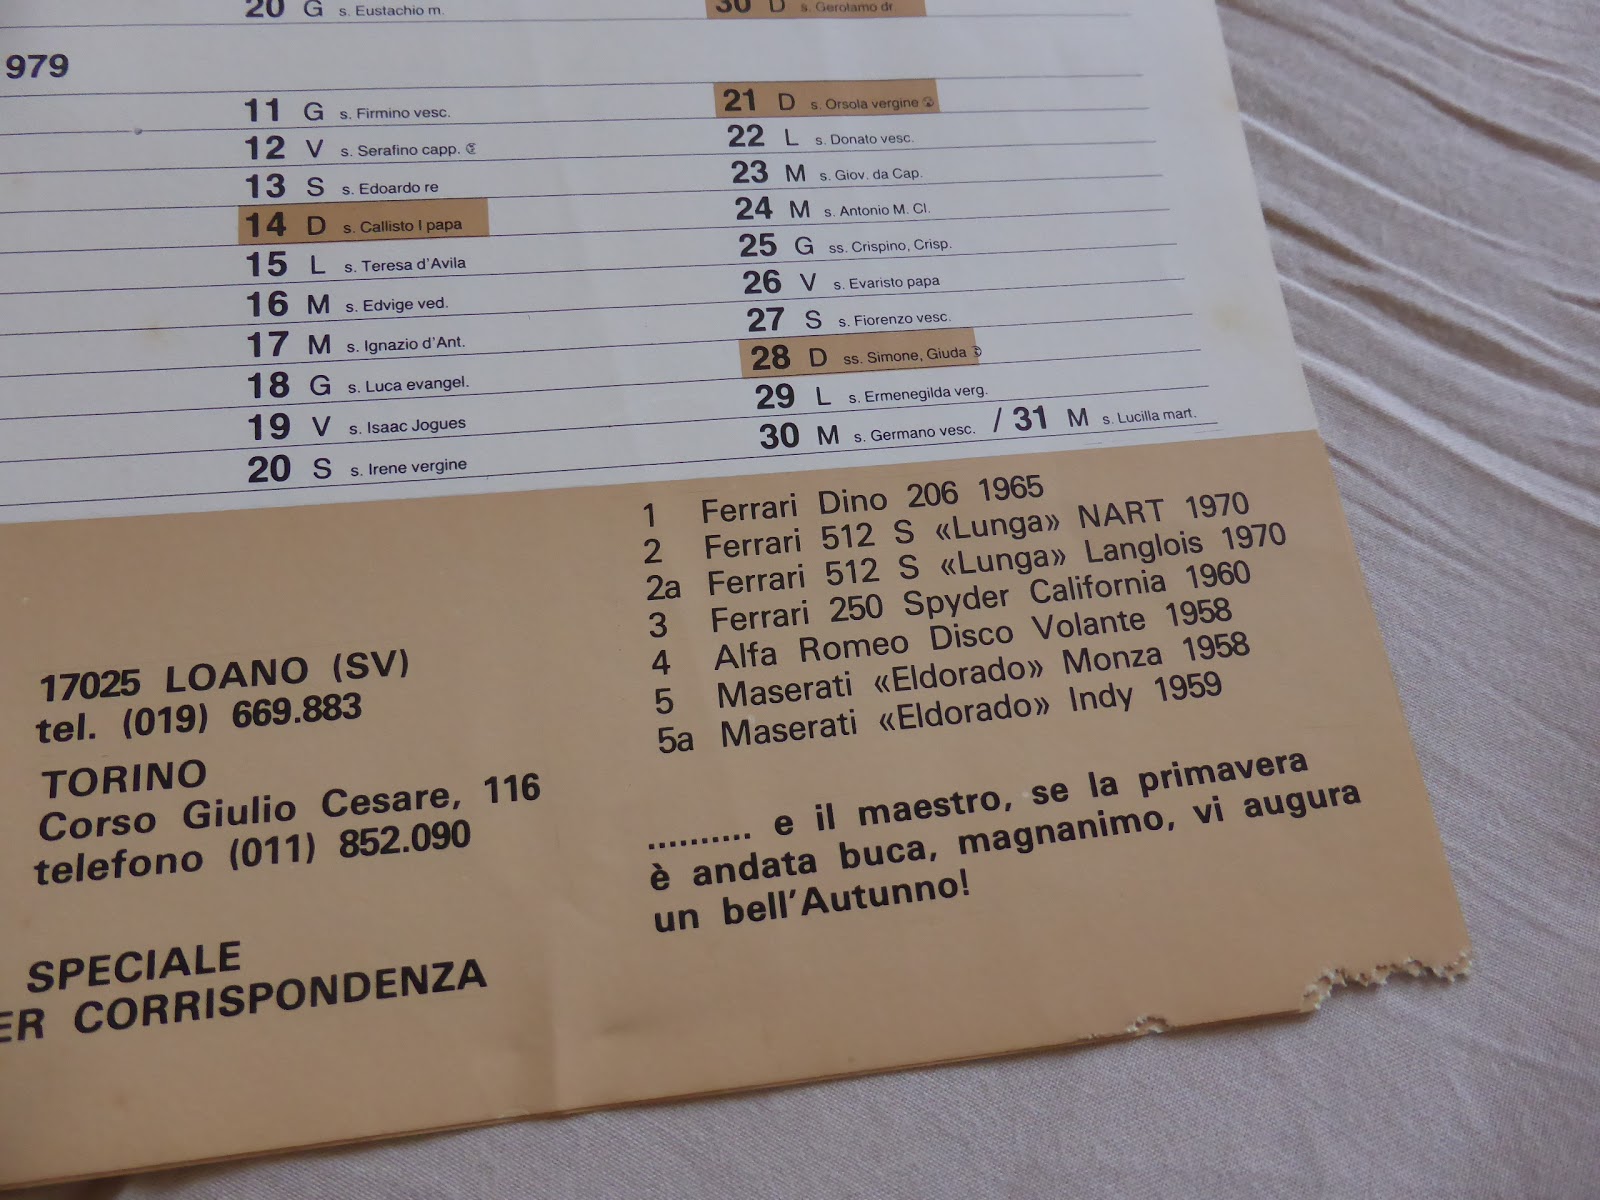 20 G s. Eustachio m.
30 D s. Gerolamo dr.
979
11 G s. Firmino vesc.
12 V s. Serafino capp.
13 S s. Edoardo re
14 D s. Callisto I papa
15 L s. Teresa d'Avila
16 M s. Edvige ved.
17 M s. Ignazio d'Ant.
18 G s. Luca evangel.
19 V s. Isaac Jogues
20 S s. Irene vergine
21 D s. Orsola vergine
22 L s. Donato vesc.
23 M s. Giov. da Cap.
24 M s. Antonio M. Cl.
25 G ss. Crispino, Crisp.
26 V s. Evaristo papa
27 S s. Fiorenzo vesc.
28 D ss. Simone, Giuda
29 L s. Ermenegilda verg.
30 M s. Germano vesc. / 31 M s. Lucilla mart.
17025 LOANO (SV)
tel. (019) 669.883
TORINO
Corso Giulio Cesare, 116
telefono (011) 852.090
SPECIALE
ER CORRISPONDENZA
1 Ferrari Dino 206 1965
2 Ferrari 512 S «Lunga» NART 1970
2a Ferrari 512 S «Lunga» Langlois 1970
3 Ferrari 250 Spyder California 1960
4 Alfa Romeo Disco Volante 1958
5 Maserati «Eldorado» Monza 1958
5a Maserati «Eldorado» Indy 1959
.......... e il maestro, se la primavera
è andata buca, magnanimo, vi augura
un bell'Autunno!